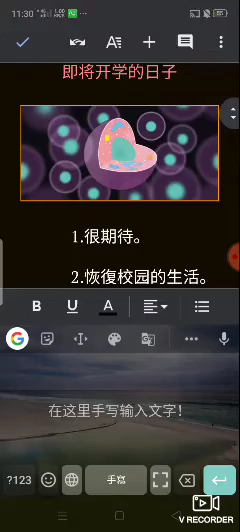 11:30
即将开学的日子
1.很期待。
2.恢復校园的生活。
B U A
G
在这里手写输入文字!
?123 手寫
V RECORDER